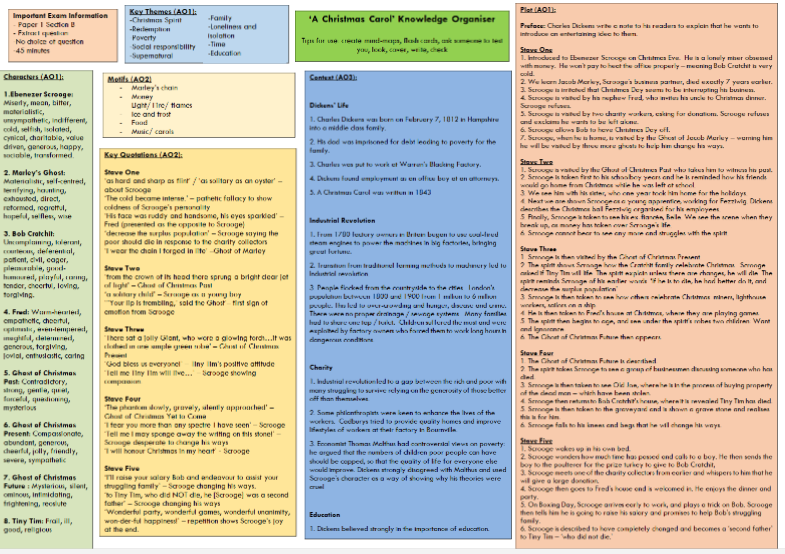 Important Exam Information
- Paper 1 Section B
- Extract question
No choice of question
-45 minutes
Key Themes (AO1):
-Christmas Spirit
-Redemption
Poverty
-Social responsibility
-Supernatural
-Family
-Loneliness and
isolation
-Time
-Education
'A Christmas Carol' Knowledge Organiser
Tips for use: create mind-maps, flash cards, ask someone to test
you, look, cover, write, check
Characters (AO1):
1.Ebenezer Scrooge:
Miserly, mean, bitter,
materialistic,
unsympathetic, indifferent,
cold, selfish, isolated,
cynical, charitable, value
driven, generous, happy,
sociable, transformed.
2. Marley's Ghost:
Materialistic, self-centred,
terrifying, haunting,
exhausted, direct,
reformed, regretful,
hopeful, selfless, wise
3. Bob Cratchit:
Uncomplaining, tolerant,
courteous, deferential,
patient, civil, eager,
pleasurable, good-
humoured, playful, caring,
tender, cheerful, loving,
forgiving.
4. Fred: Warm-hearted,
empathetic, cheerful,
optimistic, even-tempered,
insightful, determined,
generous, forgiving,
jovial, enthusiastic, caring
5. Ghost of Christmas
Past: Contradictory,
strong, gentle, quiet,
forceful, questioning,
mysterious
6. Ghost of Christmas
Present: Compassionate,
abundant, generous,
cheerful, jolly, friendly,
severe, sympathetic
7. Ghost of Christmas
Future : Mysterious, silent,
ominous, intimidating,
frightening, resolute
8. Tiny Tim: Frail, ill,
good, religious
Motifs (AO2)
- Marley's chain
- Money
Light/ Fire/ flames
- Ice and frost
- Food
- Music/ carols
Key Quotations (AO2):
Stave One
'as hard and sharp as flint' / 'as solitary as an oyster' –
about Scrooge
'The cold became intense.' – pathetic fallacy to show
coldness of Scrooge's personality
'His face was ruddy and handsome, his eyes sparkled' –
Fred (presented as the opposite to Scrooge)
'decrease the surplus population' – Scrooge saying the
poor should die in response to the charity collectors
'I wear the chain I forged in life' –Ghost of Marley
Stave Two
'from the crown of its head there sprung a bright clear jet
of light' – Ghost of Christmas Past
'a solitary child' – Scrooge as a young boy
'Your lip is trembling,' said the Ghost' – first sign of
emotion from Scrooge
Stave Three
'There sat a jolly Giant, who bore a glowing torch…It was
clothed in one simple green robe' – Ghost of Christmas
Present
'God bless us everyone!' Tiny Tim's positive attitude
'Tell me Tiny Tim will live…' – Scrooge showing
compassion
Stave Four
'The phantom slowly, gravely, silently approached' –
Ghost of Christmas Yet to Come
'I fear you more than any spectre I have seen' – Scrooge
'Tell me I may sponge away the writing on this stone!' –
Scrooge desperate to change his ways
'I will honour Christmas in my heart' - Scrooge
Stave Five
'I'll raise your salary Bob and endeavour to assist your
struggling family' – Scrooge changing his ways.
'to Tiny Tim, who did NOT die, he [Scrooge] was a second
father' – Scrooge changing his ways
'Wonderful party, wonderful games, wonderful unanimity,
won-der-ful happiness!' – repetition shows Scrooge's joy
at the end.
Context (AO3):
Dickens' Life
1. Charles Dickens was born on February 7, 1812 in Hampshire
into a middle class family.
2. His dad was imprisoned for debt leading to poverty for the
family.
3. Charles was put to work at Warren's Blacking Factory.
4. Dickens found employment as an office boy at an attorneys.
5. A Christmas Carol was written in 1843
Industrial Revolution
1. From 1780 factory owners in Britain began to use coal-fired
steam engines to power the machines in big factories, bringing
great fortune.
2. Transition from traditional farming methods to machinery led to
industrial revolution
3. People flocked from the countryside to the cities London's
population between 1800 and 1900 from 1 million to 6 million
people. This led to over-crowding and hunger, disease and crime.
There were no proper drainage / sewage systems. Many families
had to share one tap / toilet. Children suffered the most and were
exploited by factory owners who forced them to work long hours in
dangerous conditions
Charity
1. Industrial revolution led to a gap between the rich and poor with
many struggling to survive relying on the generosity of those better
off than themselves.
2. Some philanthropists were keen to enhance the lives of the
workers. Cadburys tried to provide quality homes and improve
lifestyles of workers at their factory in Bournville.
3. Economist Thomas Malthus had controversial views on poverty:
he argued that the numbers of children poor people can have
should be capped, so that the quality of life for everyone else
would improve. Dickens strongly disagreed with Malthus and used
Scrooge's character as a way of showing why his theories were
cruel
Education
1. Dickens believed strongly in the importance of education.
Plot (AO1):
Preface: Charles Dickens write a note to his readers to explain that he wants to
introduce an entertaining idea to them.
Stave One
1. Introduced to Ebenezer Scrooge on Christmas Eve. He is a lonely miser obsessed
with money. He won't pay to heat the office properly – meaning Bob Cratchit is very
cold.
2. We learn Jacob Marley, Scrooge's business partner, died exactly 7 years earlier.
3. Scrooge is irritated that Christmas Day seems to be interrupting his business.
4. Scrooge is visited by his nephew Fred, who invites his uncle to Christmas dinner.
Scrooge refuses.
5. Scrooge is visited by two charity workers, asking for donations. Scrooge refuses
and exclaims he wants to be left alone.
6. Scrooge allows Bob to have Christmas Day off.
7. Scrooge, when he is home, is visited by the Ghost of Jacob Marley – warning him
he will be visited by three more ghosts to help him change his ways.
Stave Two
1. Scrooge is visited by the Ghost of Christmas Past who takes him to witness his past.
2. Scrooge is taken first to his schoolboy years and he is reminded how his friends
would go home from Christmas while he was left at school
3. We see him with his sister, who one year took him home for the holidays
4. Next we are shown Scrooge as a young apprentice, working for Fezziwig. Dickens
describes the Christmas ball Fezziwig organised for his employees
5. Finally, Scrooge is taken to see his ex fiancée, Belle. We see the scene when they
break up, as money has taken over Scrooge's life
6. Scrooge cannot bear to see any more and struggles with the spirit
Stave Three
1. Scrooge is then visited by the Ghost of Christmas Present
2. The spirit shows Scrooge how the Cratchit family celebrate Christmas. Scrooge
asked if Tiny Tim will life. The spirit explain unless there are changes, he will die. The
spirit reminds Scrooge of his earlier words 'If he is to die, he had better do it, and
decrease the surplus population'
3. Scrooge is then taken to see how others celebrate Christmas: miners, lighthouse
workers, sailors on a ship.
4. He is then taken to Fred's house at Christmas, where they are playing games.
5. The spirit then begins to age, and see under the spirit's robes two children: Want
and Ignorance
6. The Ghost of Christmas Future then appears
Stave Four
1. The Ghost of Christmas Future is described.
2. The spirit takes Scrooge to see a group of businessmen discussing someone who has
died.
3. Scrooge is then taken to see Old Joe, where he is in the process of buying property
of the dead man – which have been stolen.
4. Scrooge then returns to Bob Cratchit's house, where it is revealed Tiny Tim has died.
5. Scrooge is then taken to the graveyard and is shown a grave stone and realises
this is for him.
6. Scrooge falls to his knees and begs that he will change his ways.
Stave Five
1. Scrooge wakes up in his own bed.
2. Scrooge wonders how much time has passed and calls to a boy. He then sends the
boy to the poulterer for the prize turkey to give to Bob Cratchit.
3. Scrooge meets one of the charity collectors from earlier and whispers to him that he
will give a large donation.
4. Scrooge then goes to Fred's house and is welcomed in. He enjoys the dinner and
party.
5. On Boxing Day, Scrooge arrives early to work, and plays a trick on Bob. Scrooge
then tells him he is going to raise his salary and promises to help Bob's struggling
family.
6. Scrooge is described to have completely changed and becomes a 'second father'
to Tiny Tim – 'who did not die.'